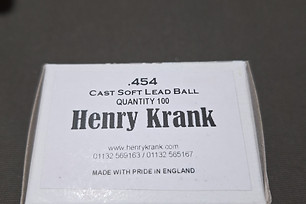 .454
CAST SOFT LEAD BALL
QUANTITY 100
Henry Krank
www.henrykrank.com
01132 569163 / 01132 565167
MADE WITH PRIDE IN ENGLAND